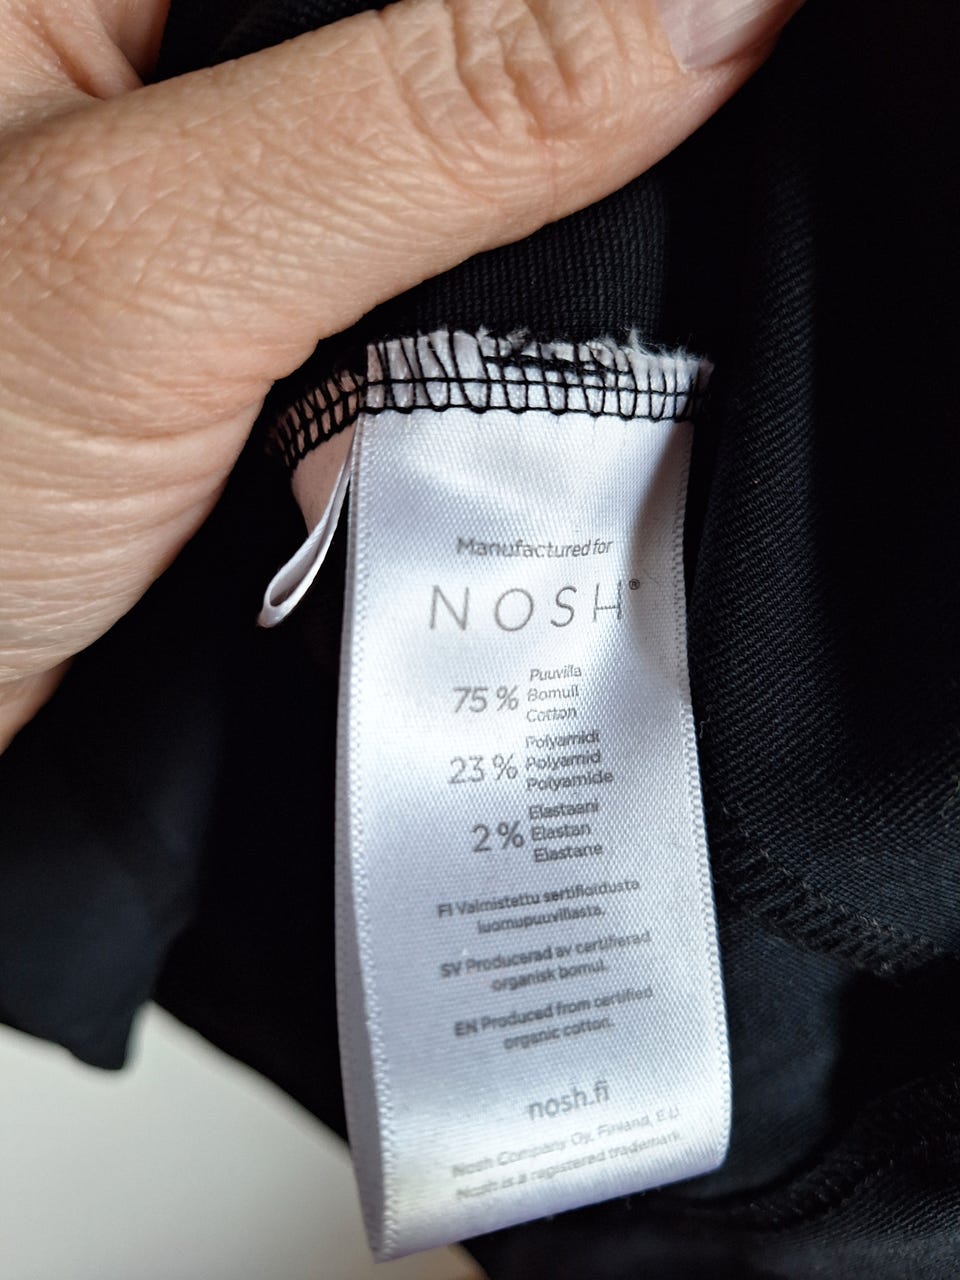 Manufactured for
NOSH®
75 % Puuvilla
Bomull
Cotton
23 % Polyamidi
Polyamid
Polyamide
2 % Elastaani
Elastan
Elastane
FI Valmistettu sertifioidusta
luomupuuvillasta.
SV Producerad av certifierad
organisk bomul.
EN Produced from certified
organic cotton.
nosh.fi
Nosh Company Oy, Finland, E.U.
Nosh is a registered trademark.